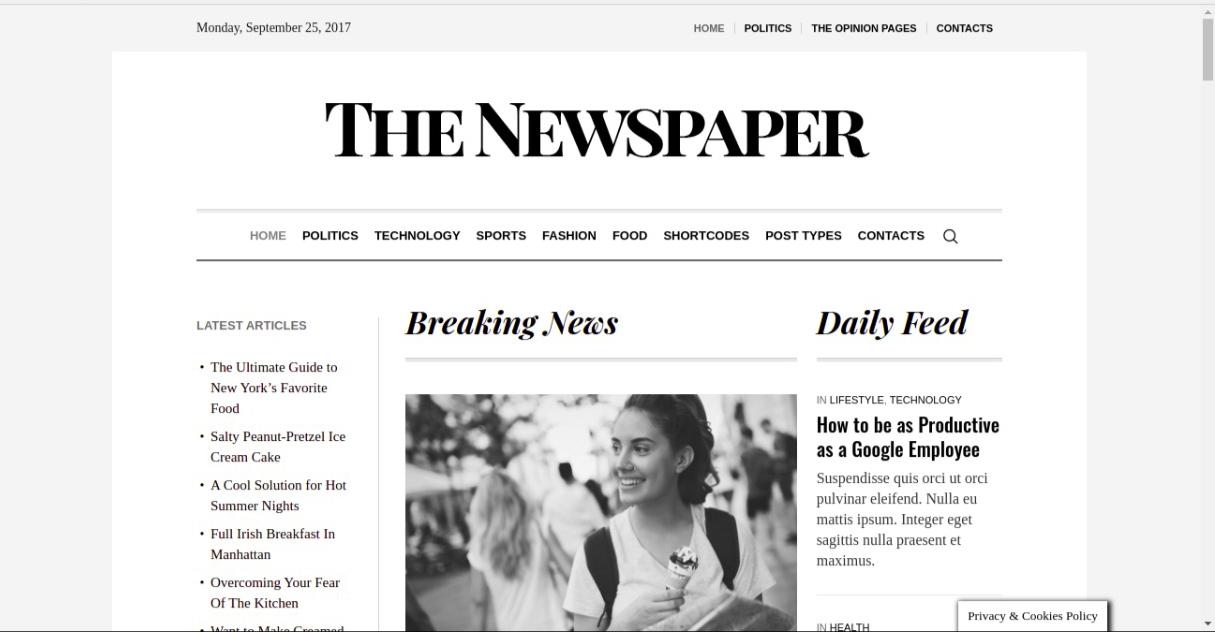 Monday, September 25, 2017
HOME POLITICS THE OPINION PAGES CONTACTS
THE NEWSPAPER
HOME POLITICS TECHNOLOGY SPORTS FASHION FOOD SHORTCODES POST TYPES CONTACTS
LATEST ARTICLES
• The Ultimate Guide to
New York’s Favorite
Food
• Salty Peanut-Pretzel Ice
Cream Cake
• A Cool Solution for Hot
Summer Nights
• Full Irish Breakfast In
Manhattan
• Overcoming Your Fear
Of The Kitchen
• Want to Make Creamed
Breaking News
Daily Feed
IN LIFESTYLE, TECHNOLOGY
How to be as Productive
as a Google Employee
Suspendisse quis orci ut orci
pulvinar eleifend. Nulla eu
mattis ipsum. Integer eget
sagittis nulla praesent et
maximus.
IN HEALTH
Privacy & Cookies Policy